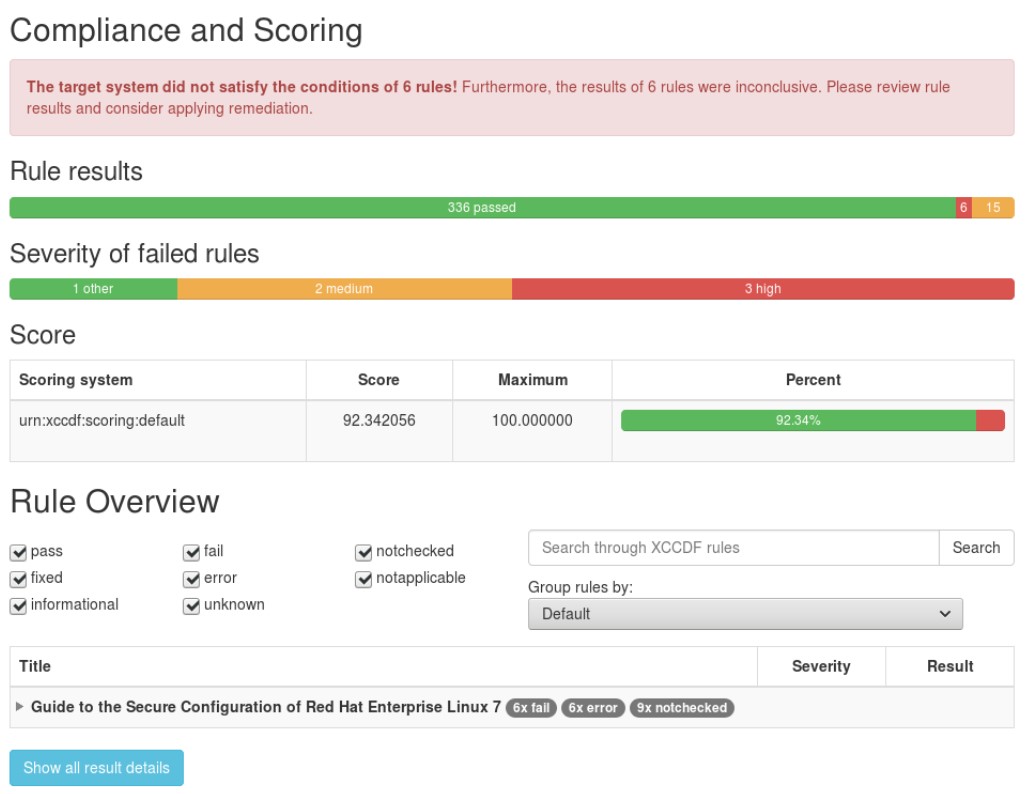 Compliance and Scoring
The target system did not satisfy the conditions of 6 rules! Furthermore, the results of 6 rules were inconclusive. Please review rule
results and consider applying remediation.
Rule results
336 passed 6 15
Severity of failed rules
1 other 2 medium 3 high
Score
Scoring system Score Maximum Percent
urn:xccdf:scoring:default 92.342056 100.000000 92.34%
Rule Overview
pass fail notchecked
fixed error notapplicable
informational unknown
Search through XCCDF rules Search
Group rules by:
Default
Title Severity Result
Guide to the Secure Configuration of Red Hat Enterprise Linux 7 6x fail 6x error 9x notchecked
Show all result details